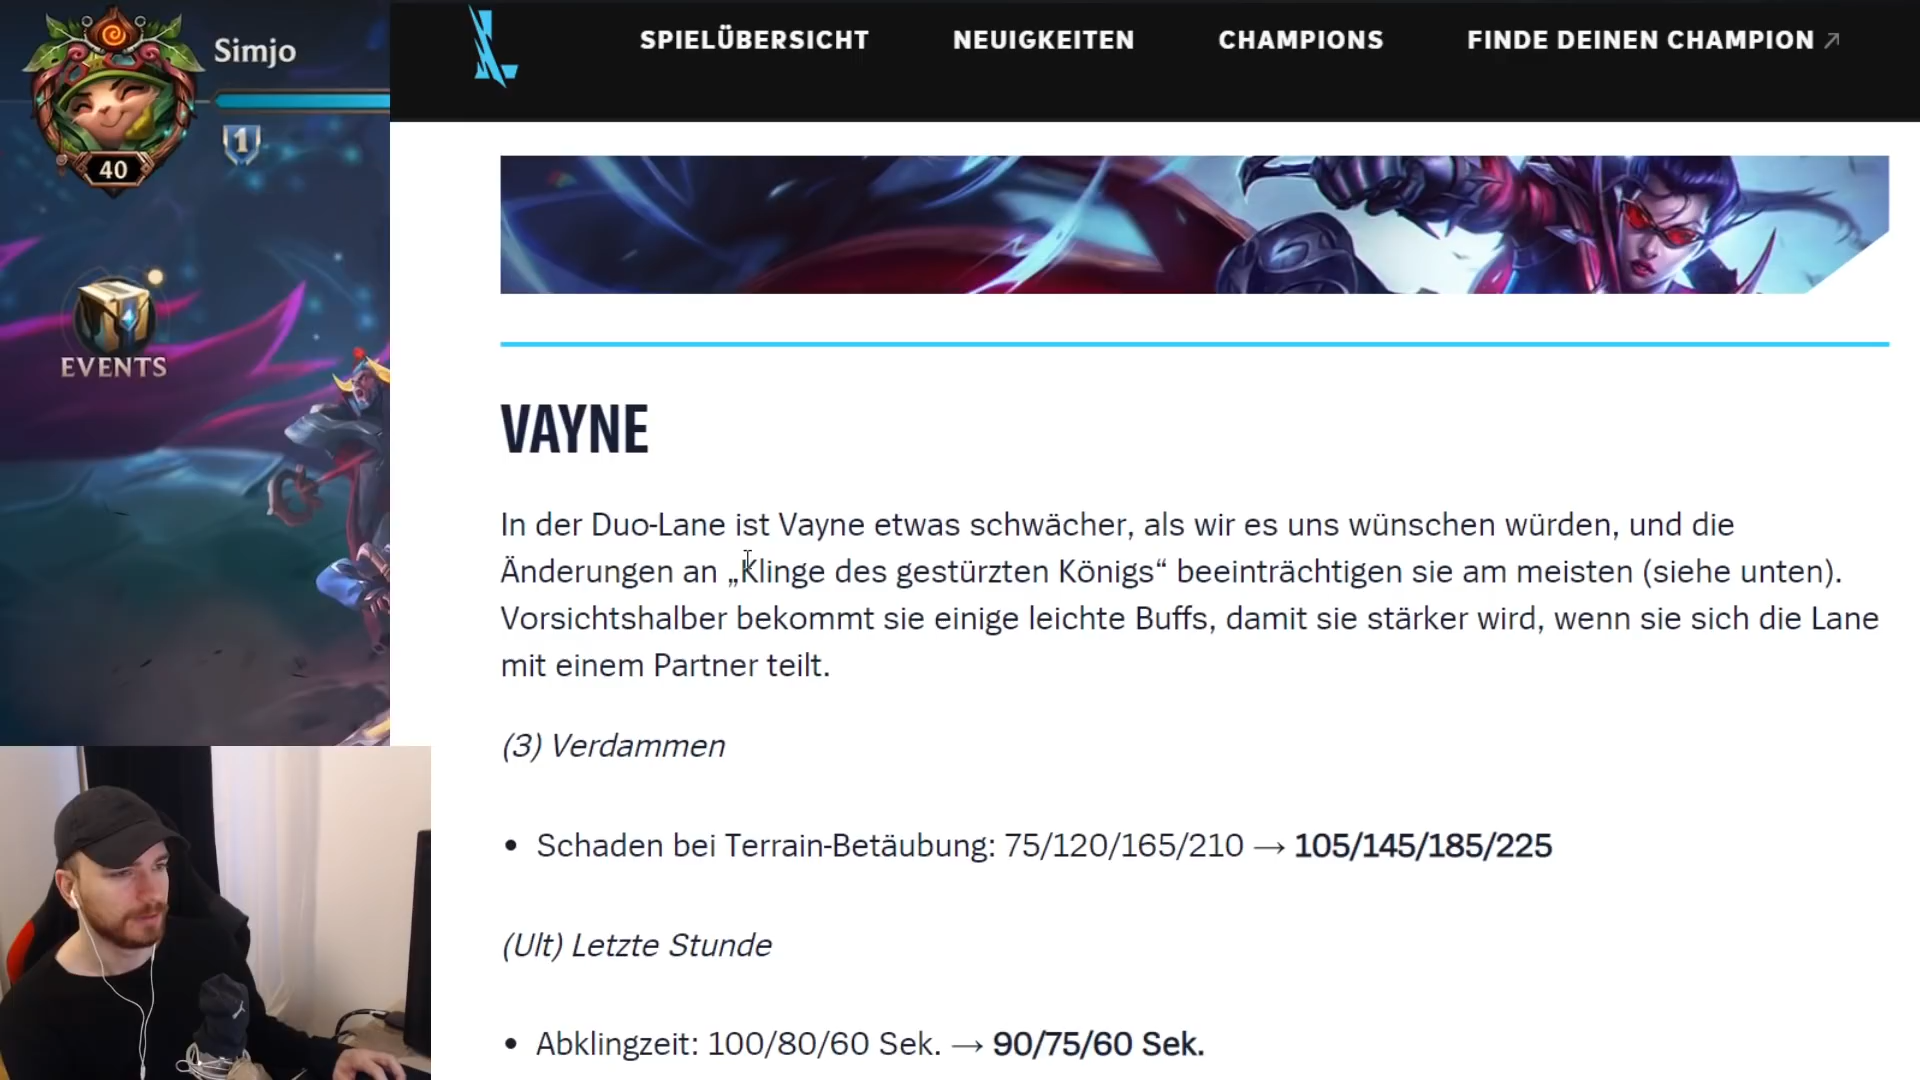 Simjo
1
40
EVENTS
SPIELÜBERSICHT NEUIGKEITEN CHAMPIONS FINDE DEINEN CHAMPION
VAYNE
In der Duo-Lane ist Vayne etwas schwächer, als wir es uns wünschen würden, und die
Änderungen an „Klinge des gestürzten Königs“ beeinträchtigen sie am meisten (siehe unten).
Vorsichtshalber bekommt sie einige leichte Buffs, damit sie stärker wird, wenn sie sich die Lane
mit einem Partner teilt.
(3) Verdammen
• Schaden bei Terrain-Betäubung: 75/120/165/210 → 105/145/185/225
(Ult) Letzte Stunde
• Abklingzeit: 100/80/60 Sek. → 90/75/60 Sek.